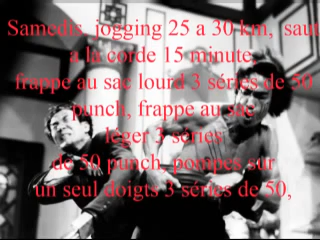 Samedis, jogging 25 a 30 km, saut
a la corde 15 minute,
frappe au sac lourd 3 séries de 50
punch, frappe au sac
léger 3 séries
de 50 punch, pompes sur
un seul doigts 3 séries de 50,